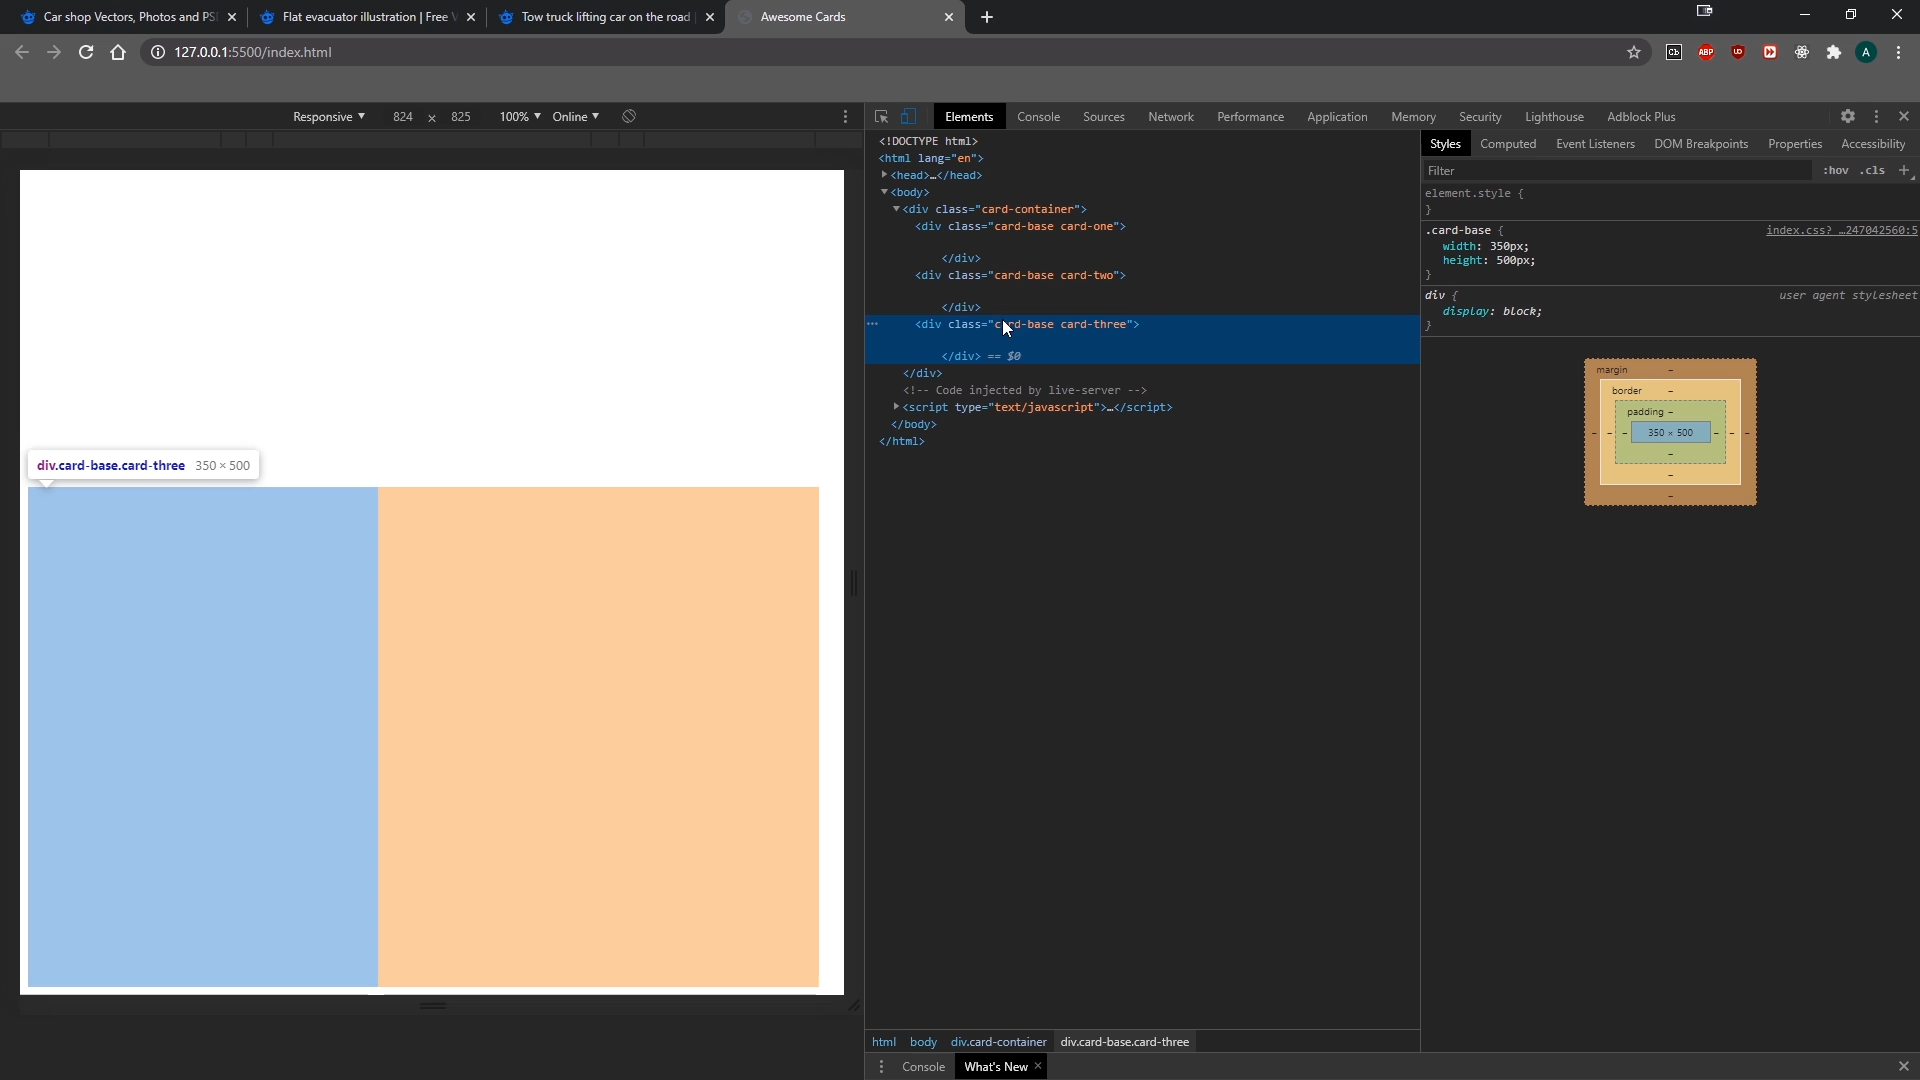 Car shop Vectors, Photos and PS
Flat evacuator illustration | Free V
Tow truck lifting car on the road
Awesome Cards
127.0.0.1:5500/index.html
Cb
ABP
UD
A
Responsive ▼ 824 x 825 100% ▼ Online ▼
Elements Console Sources Network Performance Application Memory Security Lighthouse Adblock Plus
<!DOCTYPE html>
<html lang="en">
<head>…</head>
<body>
<div class="card-container">
<div class="card-base card-one">
</div>
<div class="card-base card-two">
</div>
<div class="card-base card-three">
</div> == $0
</div>
<!-- Code injected by live-server -->
<script type="text/javascript">…</script>
</body>
</html>
Styles Computed Event Listeners DOM Breakpoints Properties Accessibility
Filter :hov .cls +
element.style {
}
.card-base { index.css? …247042560:5
width: 350px;
height: 500px;
}
div { user agent stylesheet
display: block;
}
margin -
border -
padding -
- - - 350 × 500 - - -
-
-
-
div.card-base.card-three 350 × 500
html body div.card-container div.card-base.card-three
Console What's New ×